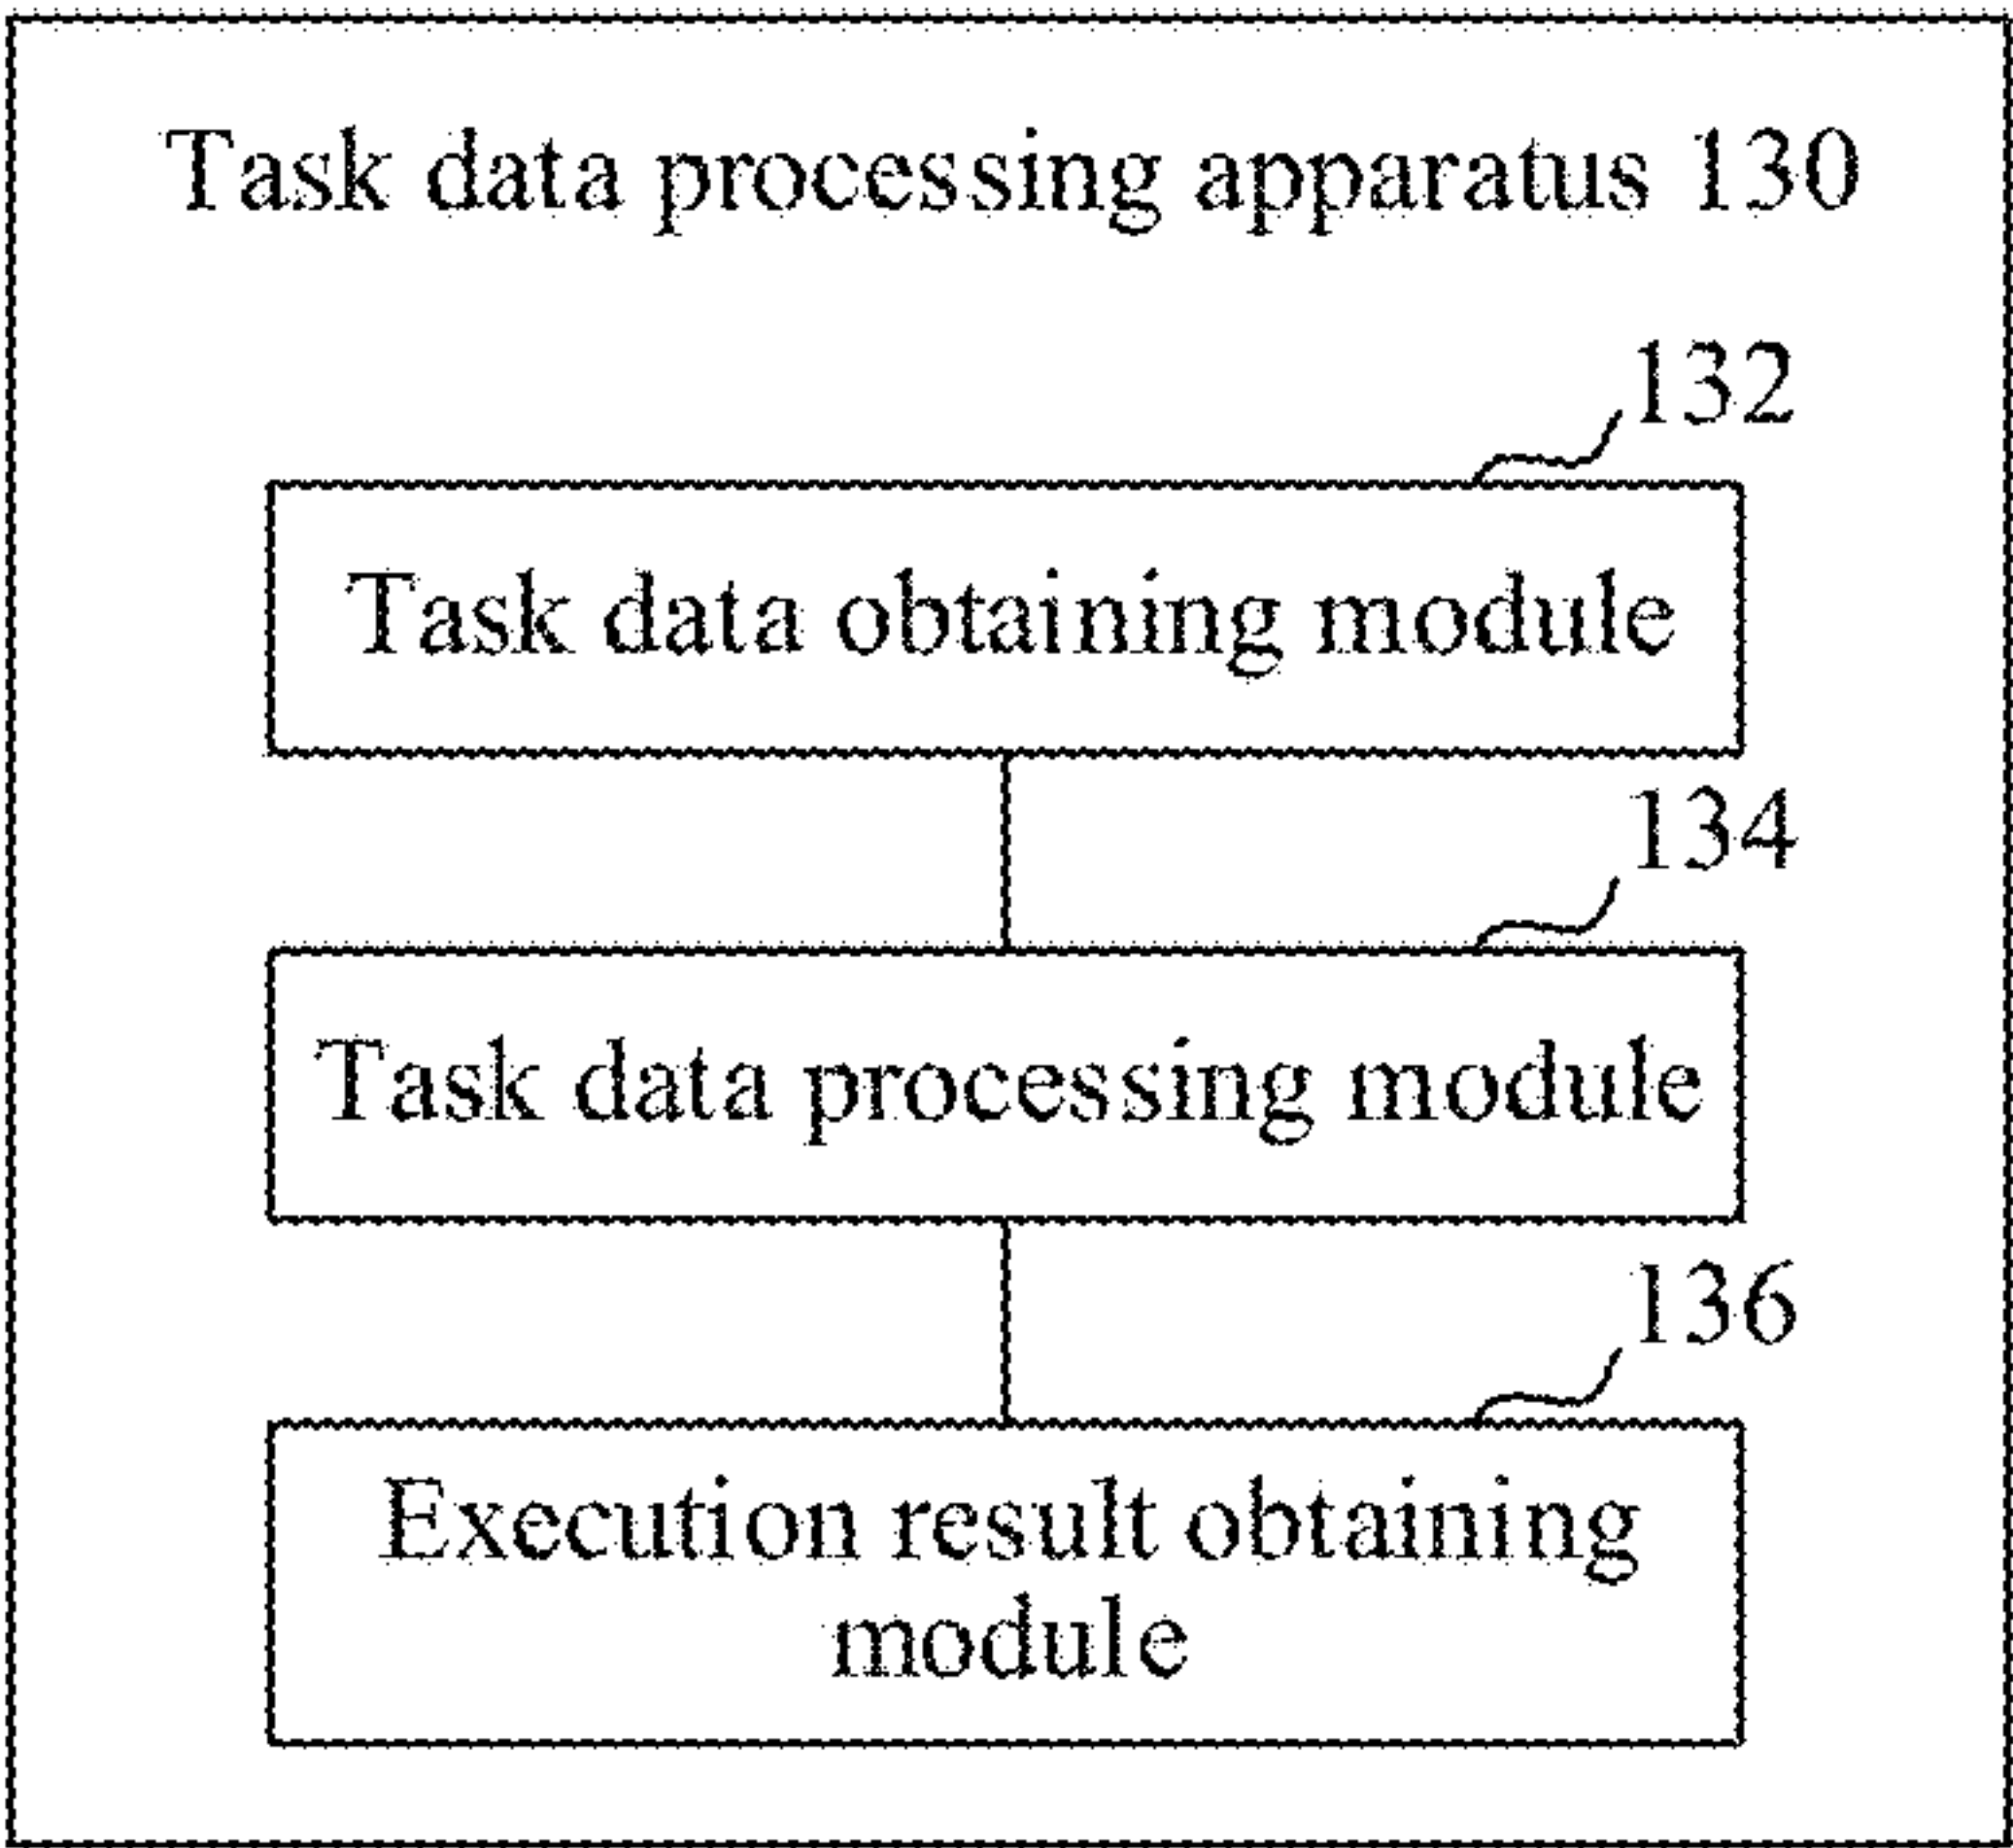 Task data processing apparatus 130
132
Task data obtaining module
134
Task data processing module
136
Execution result obtaining
module